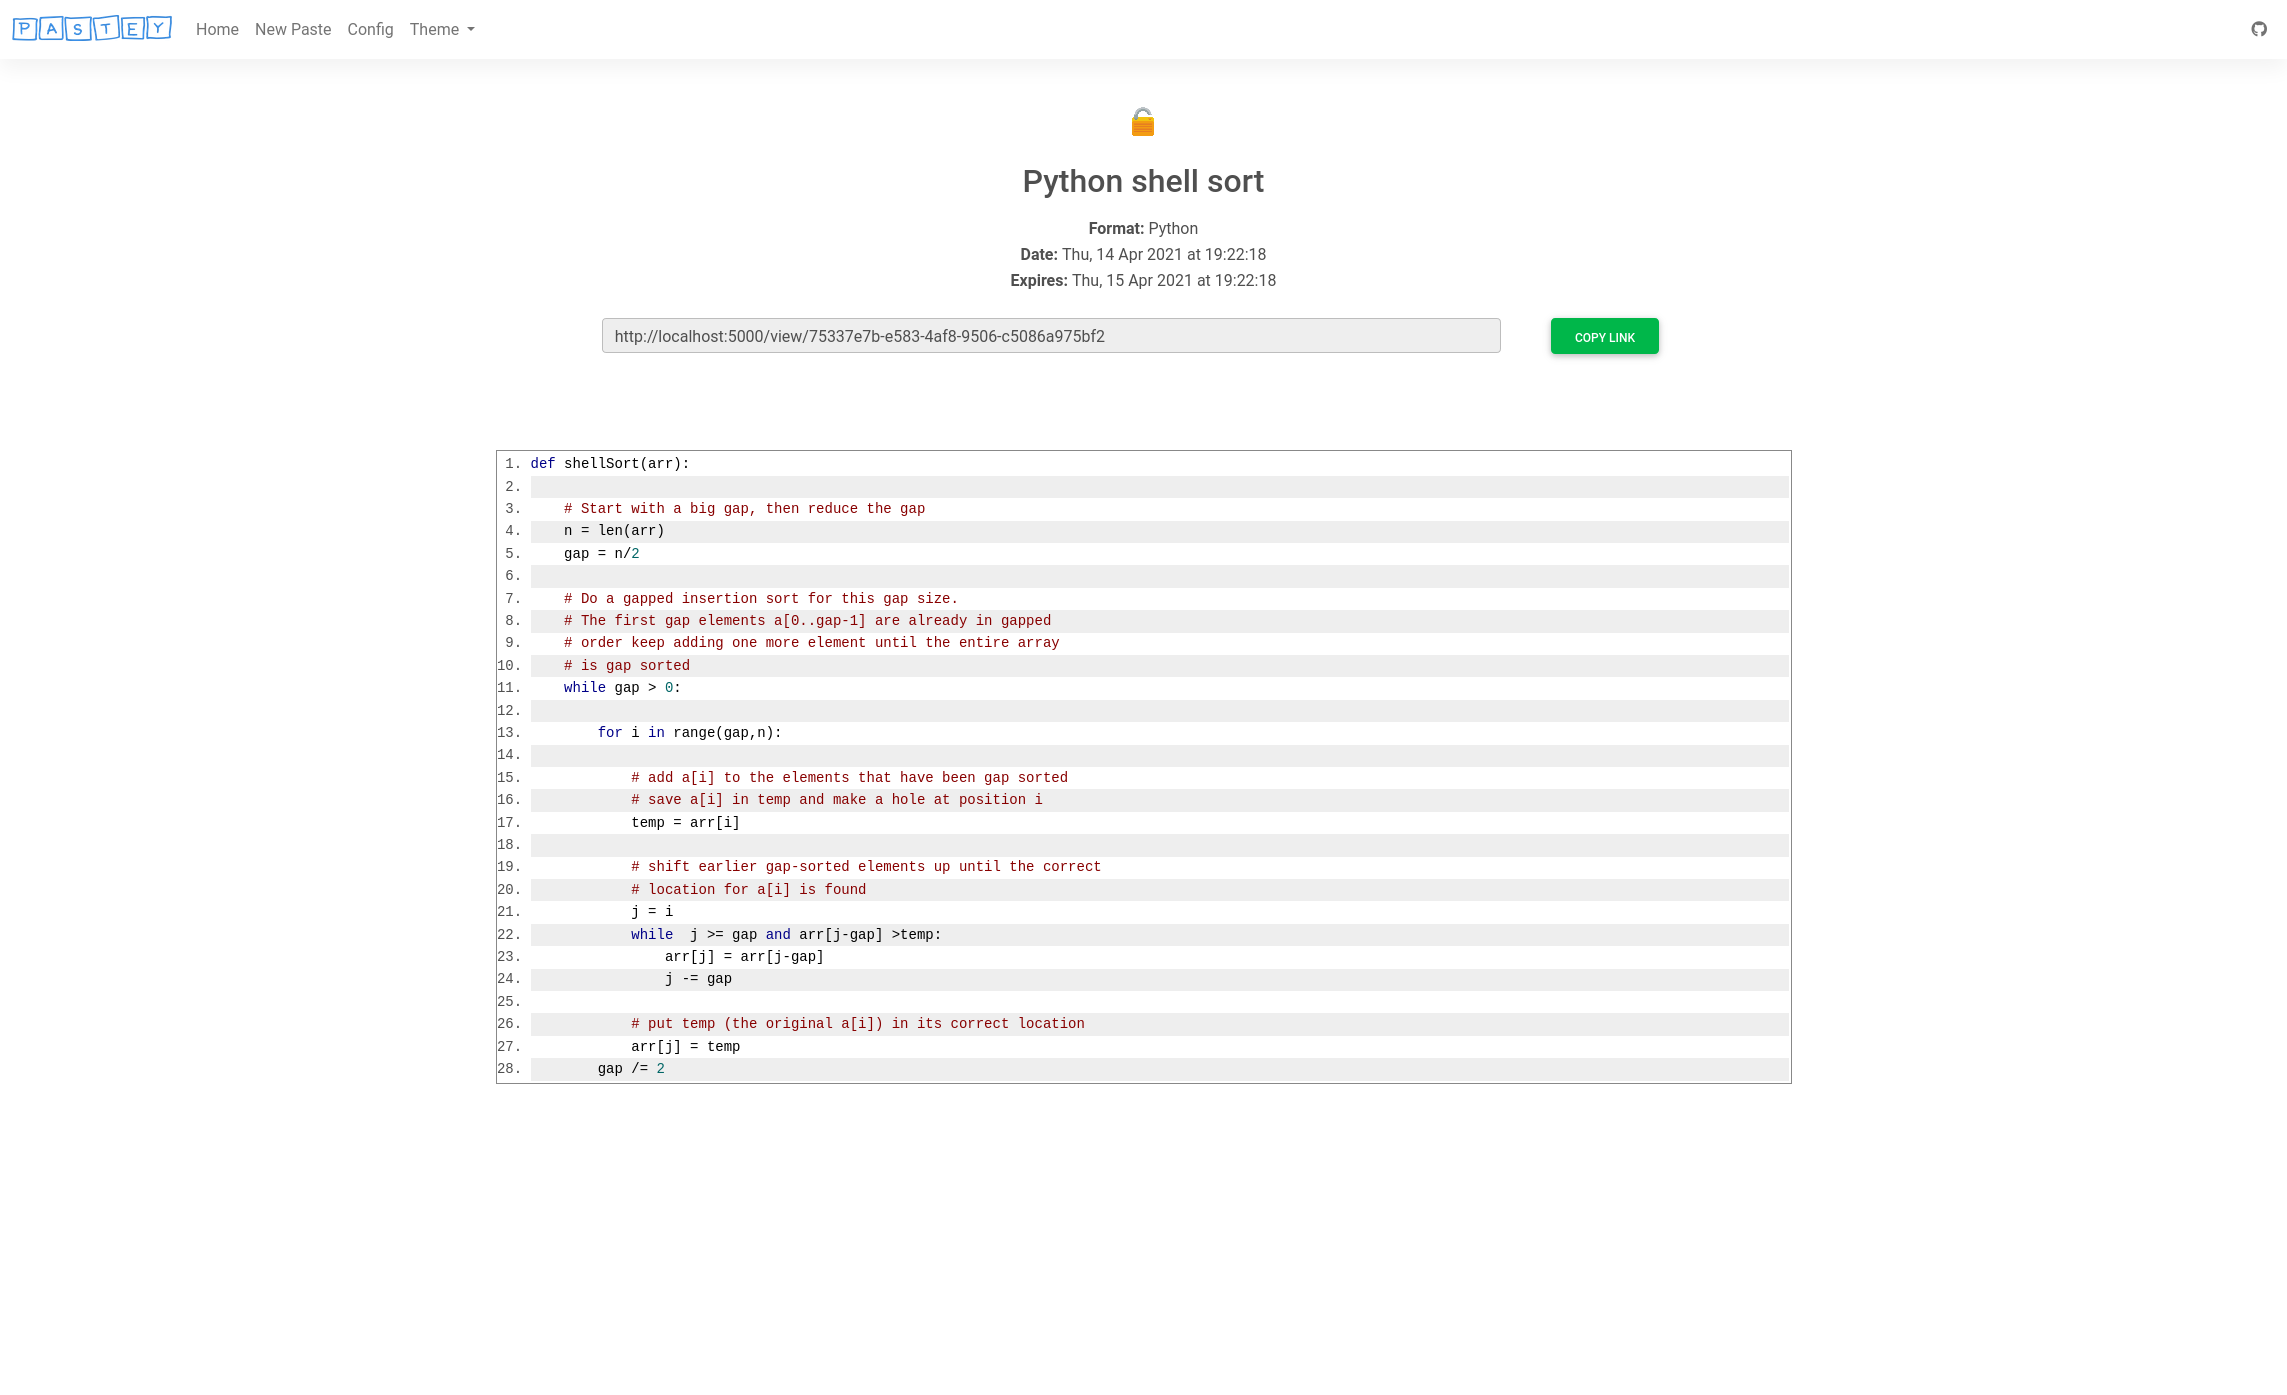 PASTEY Home New Paste Config Theme
Python shell sort
Format: Python
Date: Thu, 14 Apr 2021 at 19:22:18
Expires: Thu, 15 Apr 2021 at 19:22:18
http://localhost:5000/view/75337e7b-e583-4af8-9506-c5086a975bf2 COPY LINK
1. def shellSort(arr):
2.
3.     # Start with a big gap, then reduce the gap
4.     n = len(arr)
5.     gap = n/2
6.
7.     # Do a gapped insertion sort for this gap size.
8.     # The first gap elements a[0..gap-1] are already in gapped
9.     # order keep adding one more element until the entire array
10.     # is gap sorted
11.     while gap > 0:
12.
13.         for i in range(gap,n):
14.
15.             # add a[i] to the elements that have been gap sorted
16.             # save a[i] in temp and make a hole at position i
17.             temp = arr[i]
18.
19.             # shift earlier gap-sorted elements up until the correct
20.             # location for a[i] is found
21.             j = i
22.             while  j >= gap and arr[j-gap] >temp:
23.                 arr[j] = arr[j-gap]
24.                 j -= gap
25.
26.             # put temp (the original a[i]) in its correct location
27.             arr[j] = temp
28.         gap /= 2